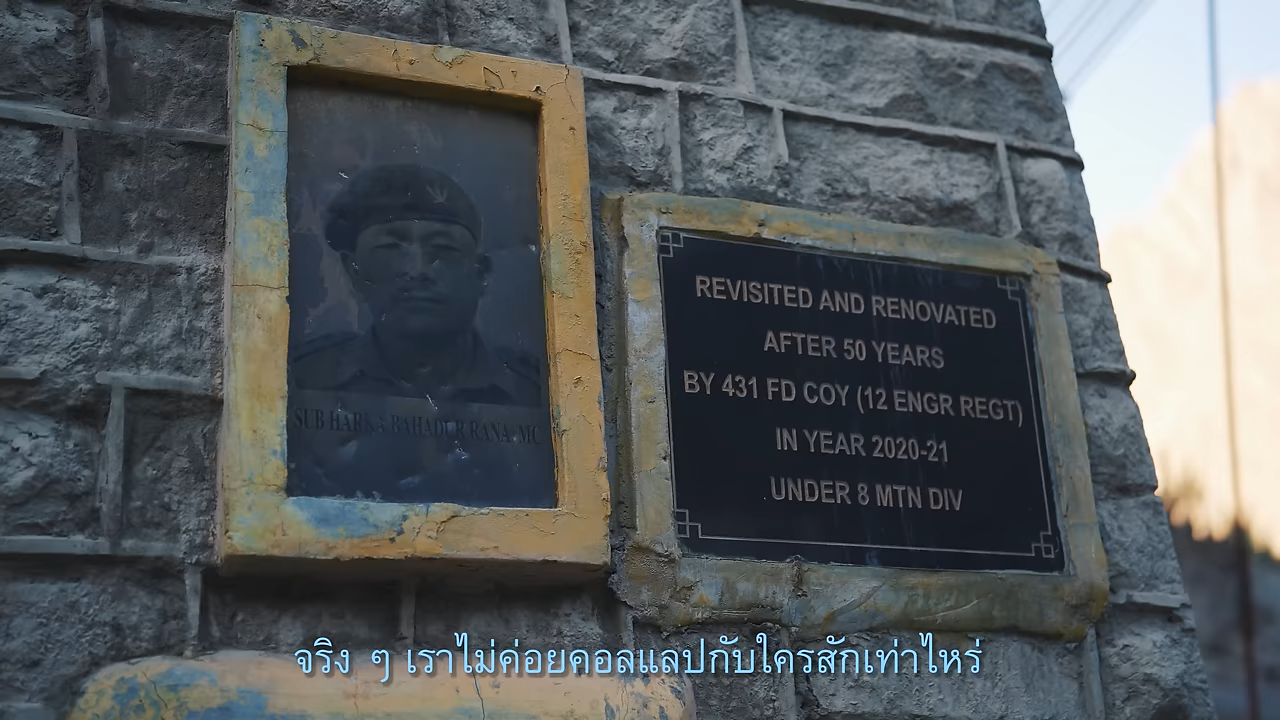 SUB HARKA BAHADUR RANA, MC
REVISITED AND RENOVATED
AFTER 50 YEARS
BY 431 FD COY (12 ENGR REGT)
IN YEAR 2020-21
UNDER 8 MTN DIV
จริง ๆ เราไม่ค่อยคอลแลปกับใครสักเท่าไหร่